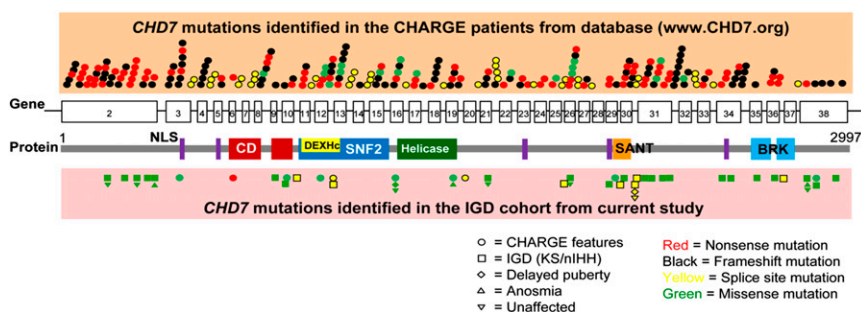 CHD7 mutations identified in the CHARGE patients from database (www.CHD7.org)
Gene 2 3 4 5 6 7 8 9 10 11 12 13 14 15 16 17 18 19 20 21 22 23 24 25 26 27 28 29 30 31 32 33 34 35 36 37 38
1 NLS 2997
Protein CD DEXHc SNF2 Helicase SANT BRK
CHD7 mutations identified in the IGD cohort from current study
= CHARGE features
= IGD (KS/nIHH)
= Delayed puberty
= Anosmia
= Unaffected
Red = Nonsense mutation
Black = Frameshift mutation
Yellow = Splice site mutation
Green = Missense mutation